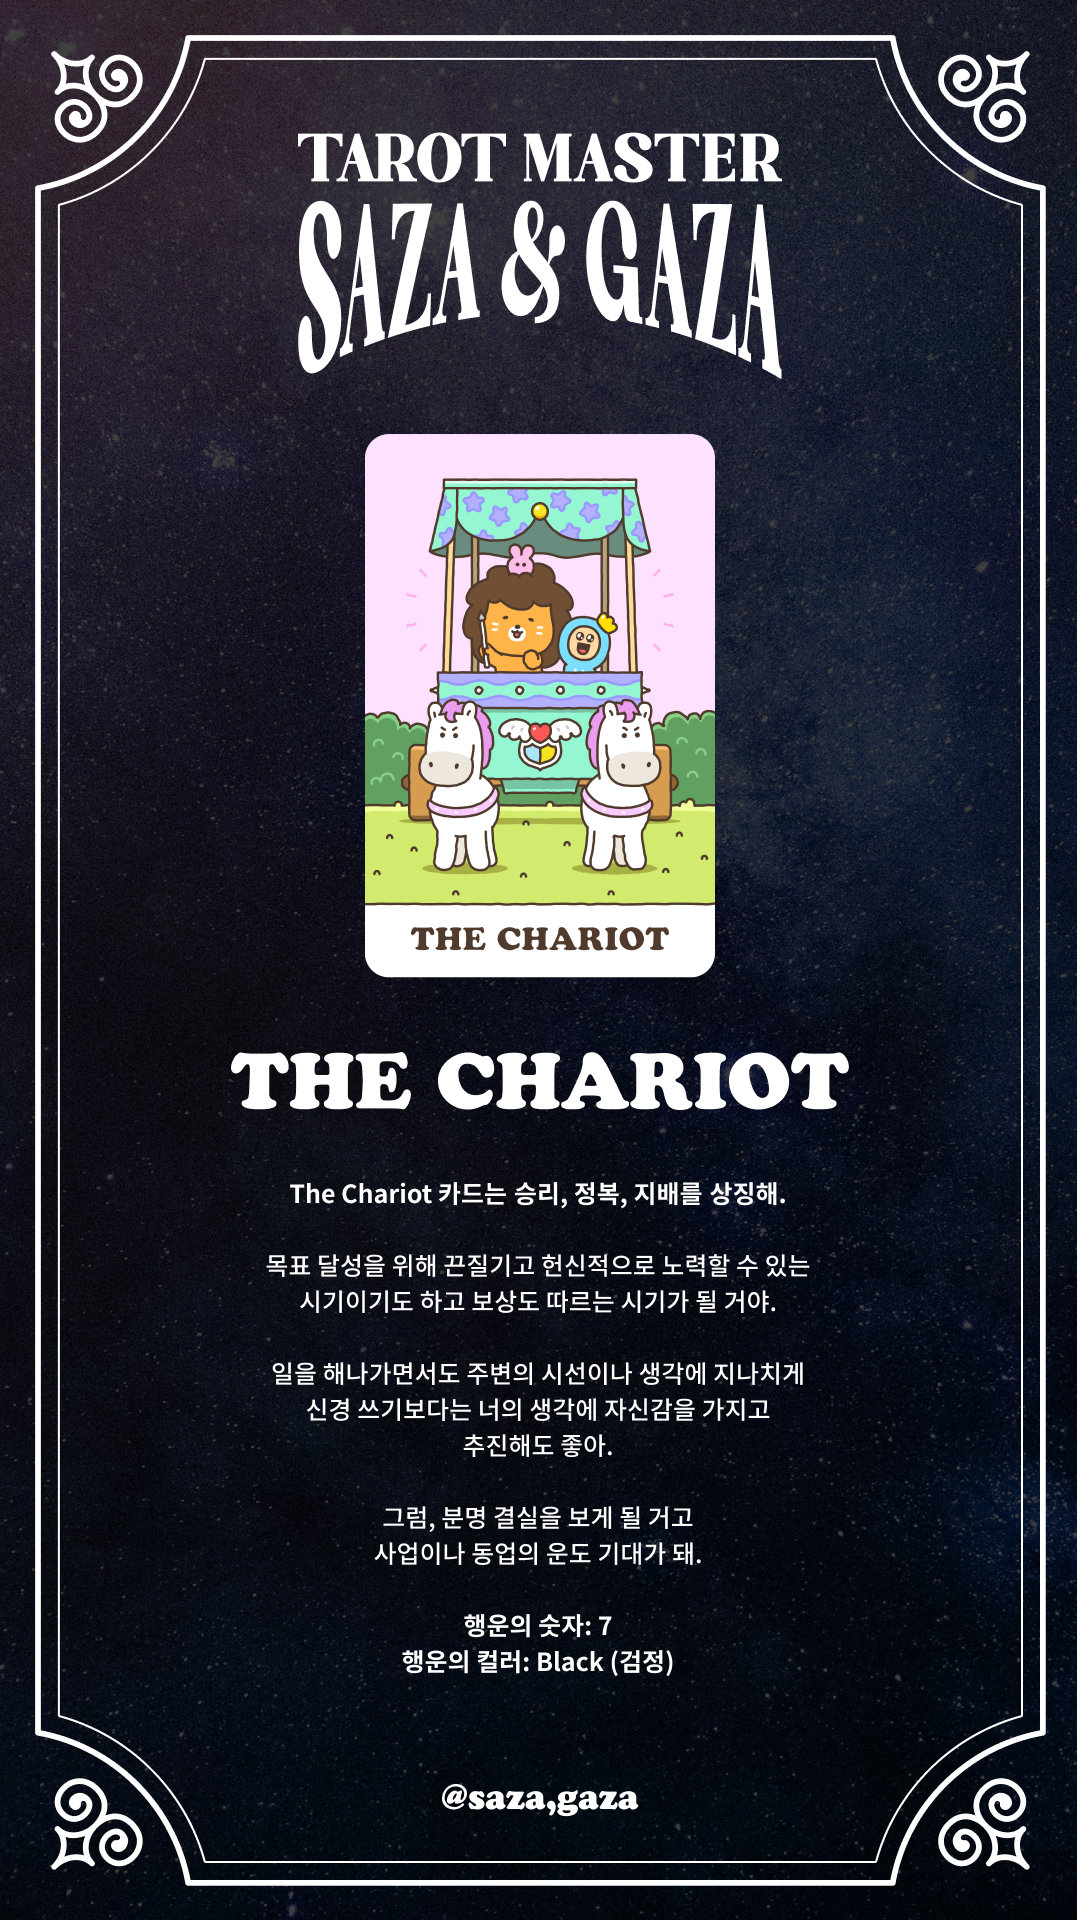 TAROT MASTER
SAZA & GAZA
THE CHARIOT
THE CHARIOT
The Chariot 카드는 승리, 정복, 지배를 상징해.
목표 달성을 위해 끈질기고 헌신적으로 노력할 수 있는
시기이기도 하고 보상도 따르는 시기가 될 거야.
일을 해나가면서도 주변의 시선이나 생각에 지나치게
신경 쓰기보다는 너의 생각에 자신감을 가지고
추진해도 좋아.
그럼, 분명 결실을 보게 될 거고
사업이나 동업의 운도 기대가 돼.
행운의 숫자: 7
행운의 컬러: Black (검정)
@saza,gaza